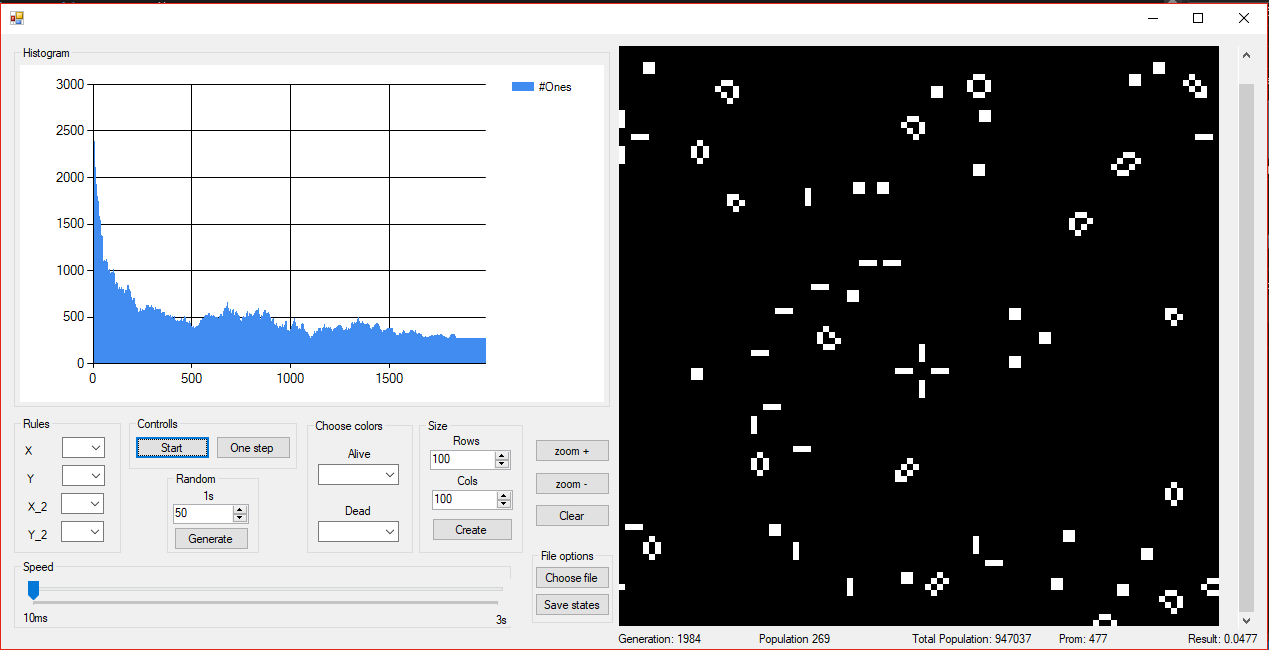 Histogram
3000
2500
2000
1500
1000
500
0
0 500 1000 1500
#Ones
Rules
X
Y
X_2
Y_2
Controlls
Start One step
Random
1s
50
Generate
Choose colors
Alive
Dead
Size
Rows
100
Cols
100
Create
zoom +
zoom -
Clear
File options
Choose file
Save states
Speed
10ms 3s
Generation: 1984 Population 269 Total Population: 947037 Prom: 477 Result: 0.0477